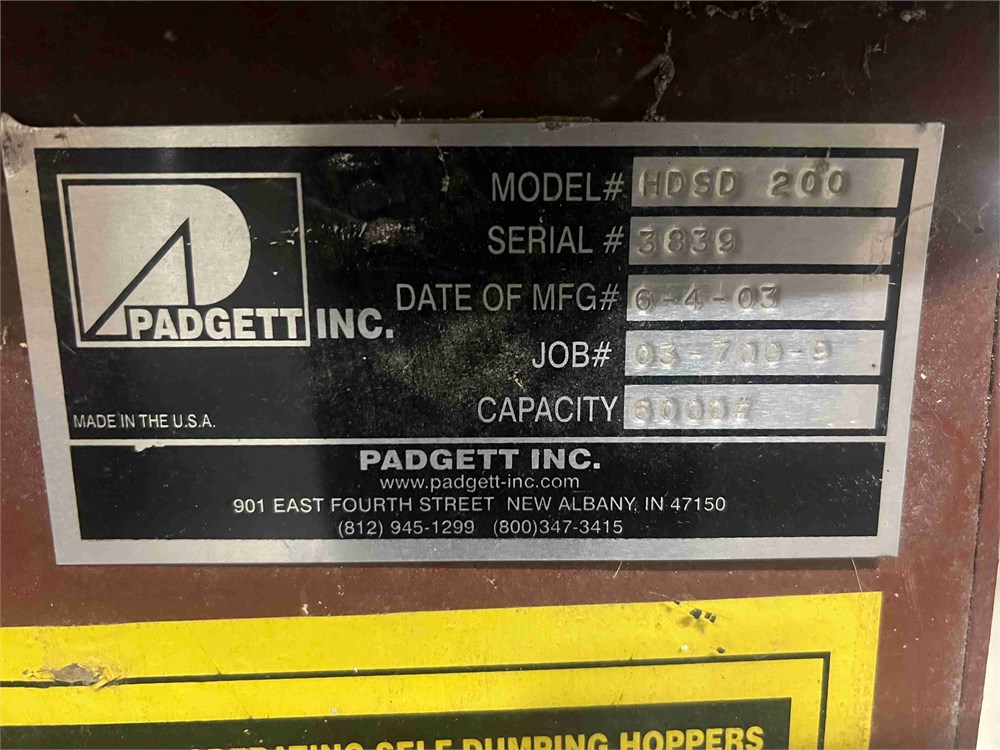 PADGETT INC.
MADE IN THE U.S.A.
MODEL# HDSD 200
SERIAL # 3839
DATE OF MFG# 6-4-03
JOB# 03-700-9
CAPACITY 6000#
PADGETT INC.
www.padgett-inc.com
901 EAST FOURTH STREET NEW ALBANY, IN 47150
(812) 945-1299 (800)347-3415
OPERATING SELF DUMPING HOPPERS